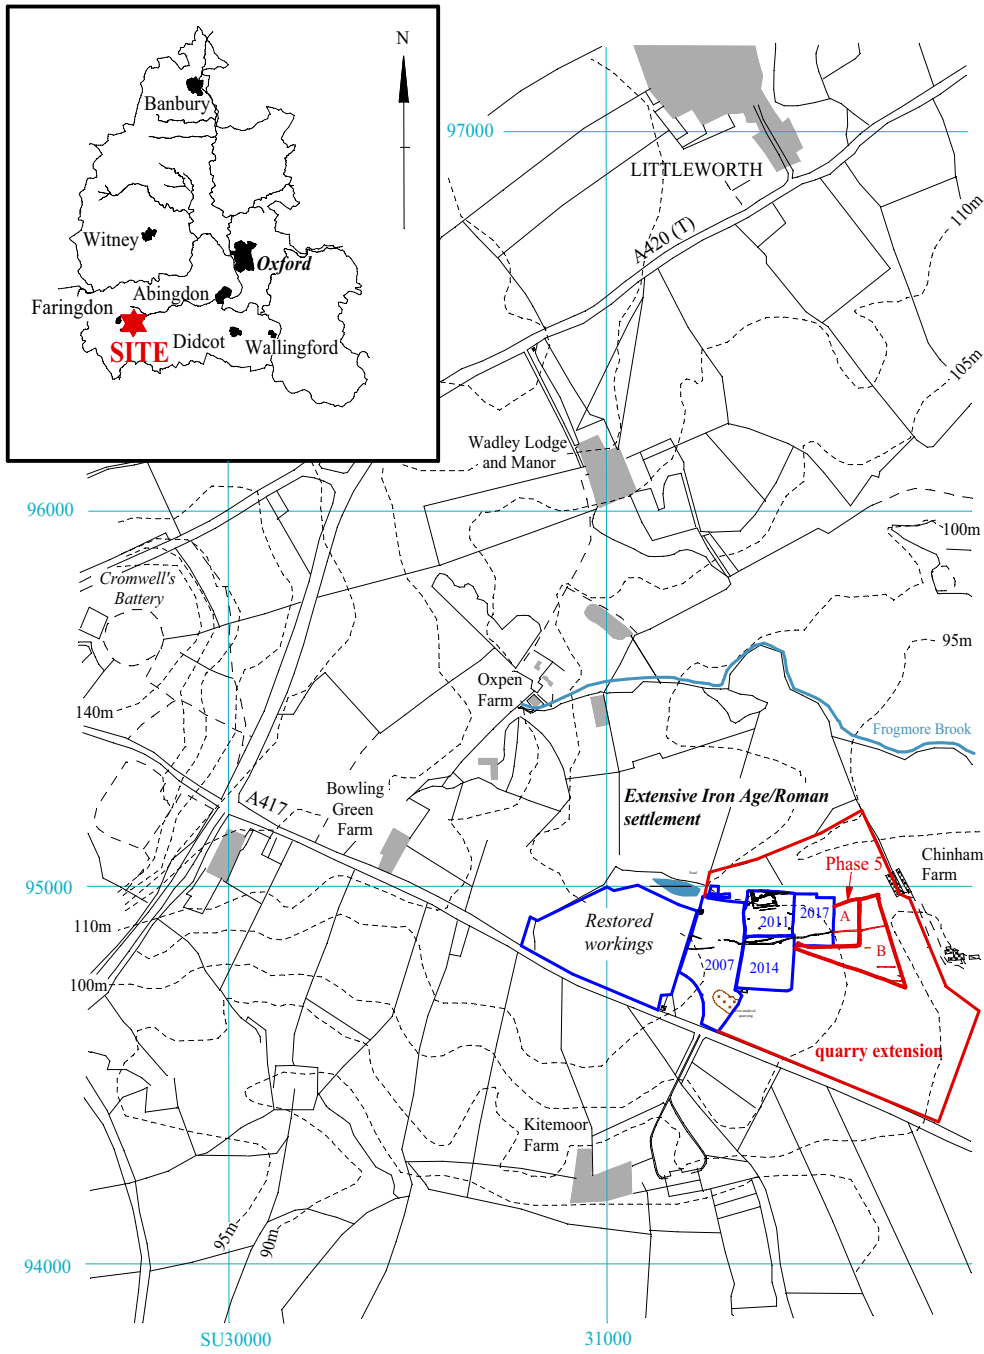 N
Banbury
Witney
Oxford
Abingdon
Faringdon
SITE
Didcot
Wallingford
97000
LITTLEWORTH
A420 (T)
110m
105m
Wadley Lodge
and Manor
96000
100m
Cromwell's
Battery
95m
Oxpen
Farm
140m
Frogmore Brook
A417
Bowling
Green
Farm
Extensive Iron Age/Roman
settlement
Phase 5
Chinham
Farm
95000
Restored
workings
2011
2017
A
B
110m
2007
2014
100m
quarry extension
Kitemoor
Farm
95m
90m
94000
SU30000
31000